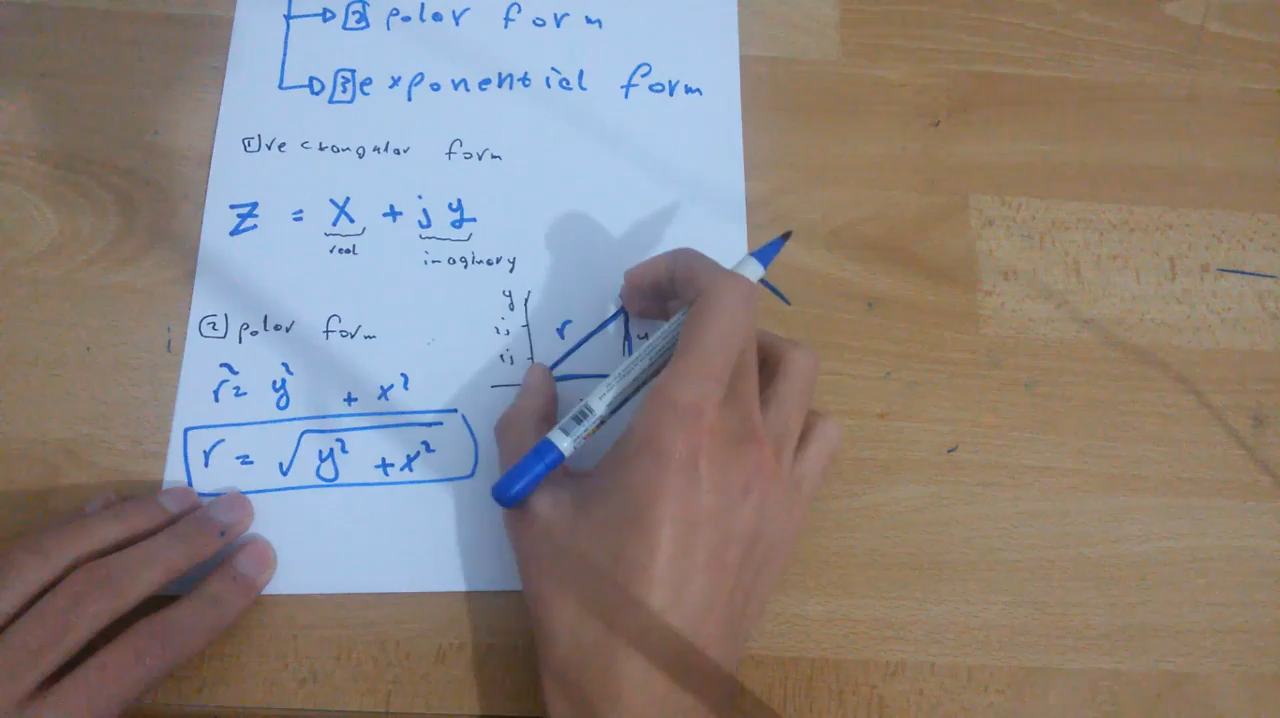 [2] polar form
[3] exponential form
[1] rectangular form
Z = X + j y
real
imaginary
y
[2] polar form
r
r² = y² + x²
r = √y² + x²